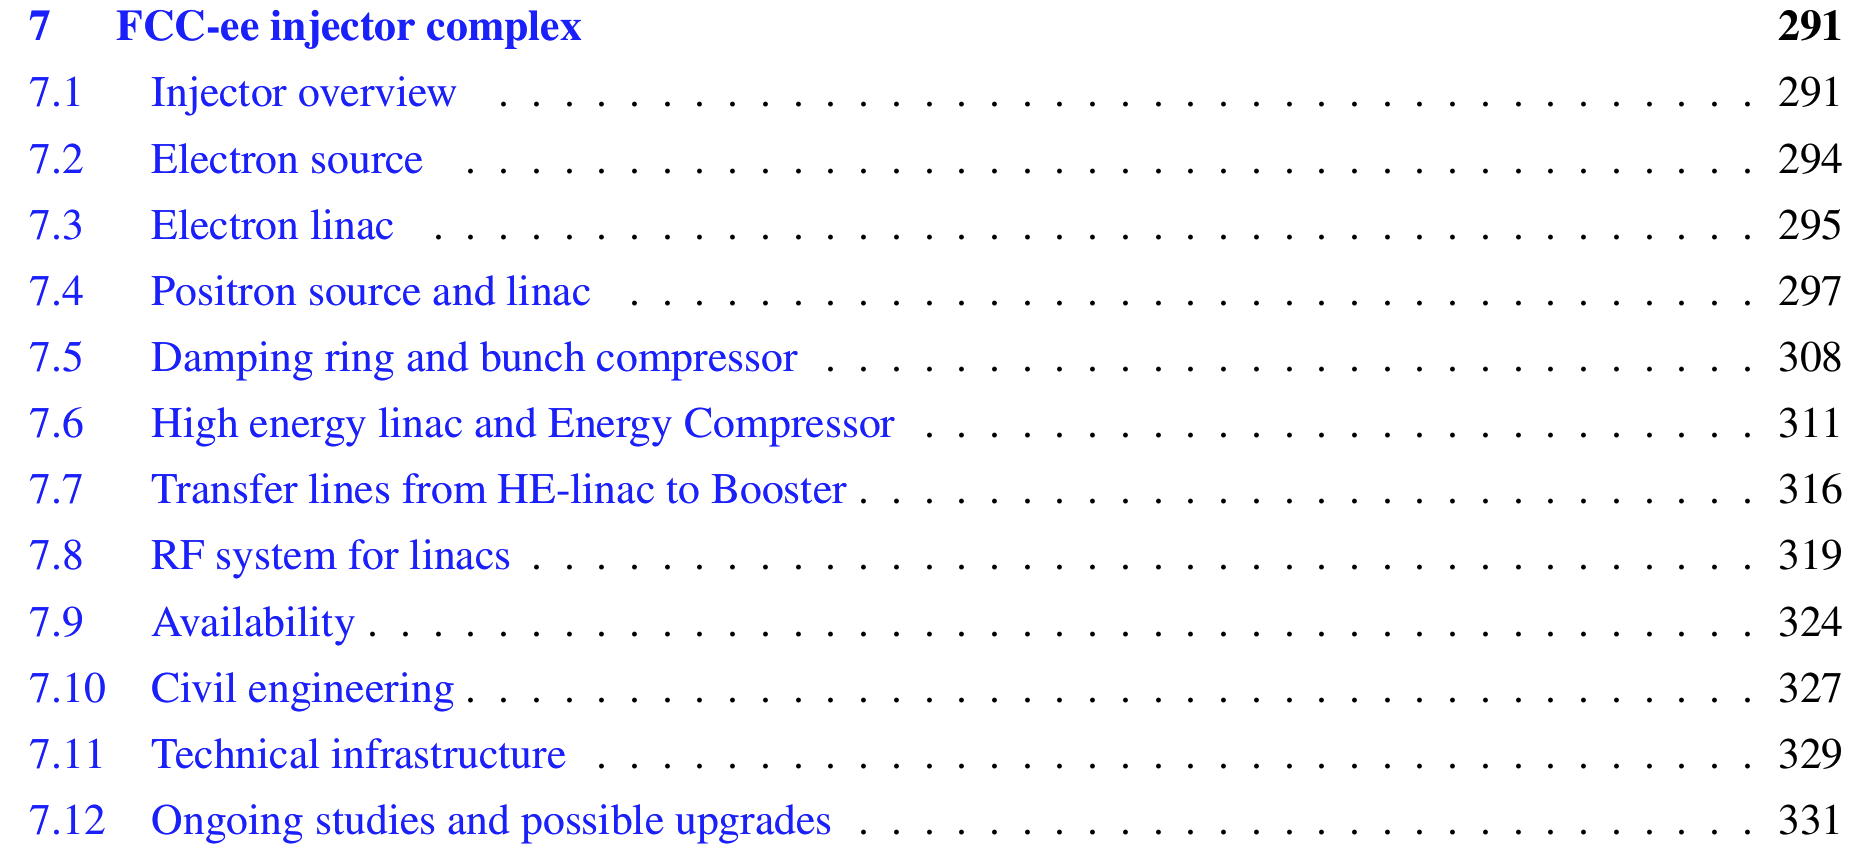 7 FCC-ee injector complex 291
7.1 Injector overview . . . . . . . . . . . . . . . . . . . . . . . . . . . . . . . . . . . . . . . 291
7.2 Electron source . . . . . . . . . . . . . . . . . . . . . . . . . . . . . . . . . . . . . . . . 294
7.3 Electron linac . . . . . . . . . . . . . . . . . . . . . . . . . . . . . . . . . . . . . . . . . 295
7.4 Positron source and linac . . . . . . . . . . . . . . . . . . . . . . . . . . . . . . . . . . . 297
7.5 Damping ring and bunch compressor . . . . . . . . . . . . . . . . . . . . . . . . . . . . . 308
7.6 High energy linac and Energy Compressor . . . . . . . . . . . . . . . . . . . . . . . . . . 311
7.7 Transfer lines from HE-linac to Booster . . . . . . . . . . . . . . . . . . . . . . . . . . . . 316
7.8 RF system for linacs . . . . . . . . . . . . . . . . . . . . . . . . . . . . . . . . . . . . . . 319
7.9 Availability . . . . . . . . . . . . . . . . . . . . . . . . . . . . . . . . . . . . . . . . . . . 324
7.10 Civil engineering . . . . . . . . . . . . . . . . . . . . . . . . . . . . . . . . . . . . . . . . 327
7.11 Technical infrastructure . . . . . . . . . . . . . . . . . . . . . . . . . . . . . . . . . . . . 329
7.12 Ongoing studies and possible upgrades . . . . . . . . . . . . . . . . . . . . . . . . . . . . 331